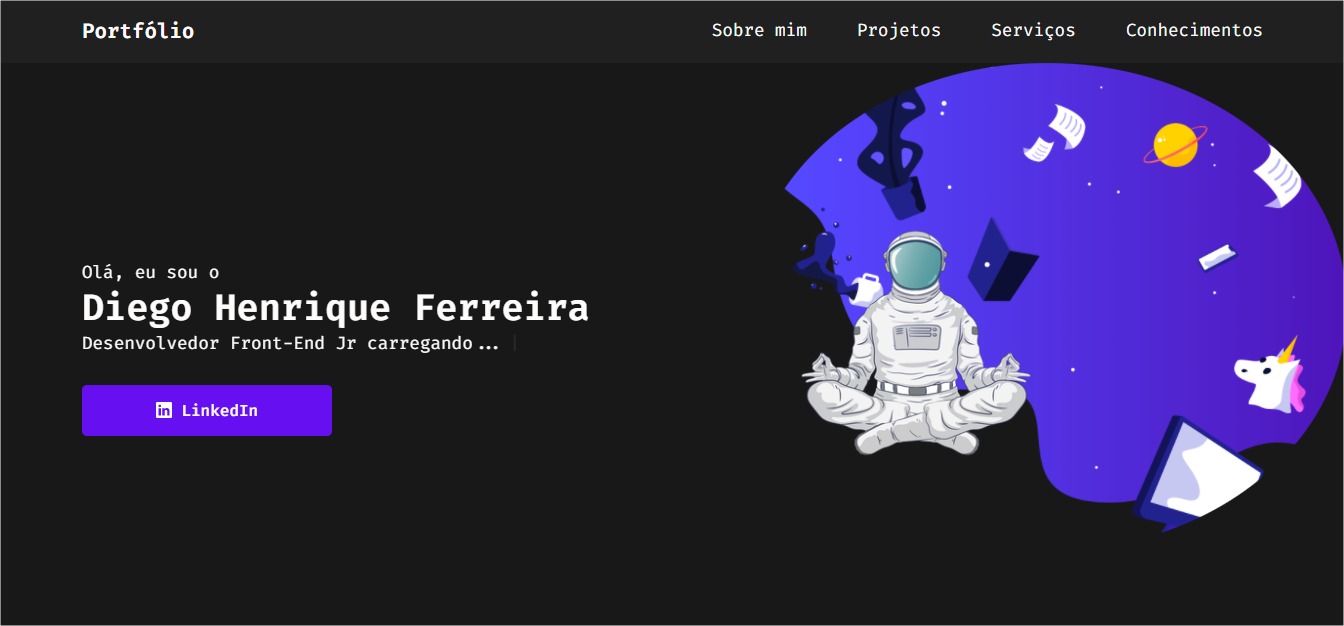 Portfólio
Sobre mim
Projetos
Serviços
Conhecimentos
Olá, eu sou o
Diego Henrique Ferreira
Desenvolvedor Front-End Jr carregando...
LinkedIn